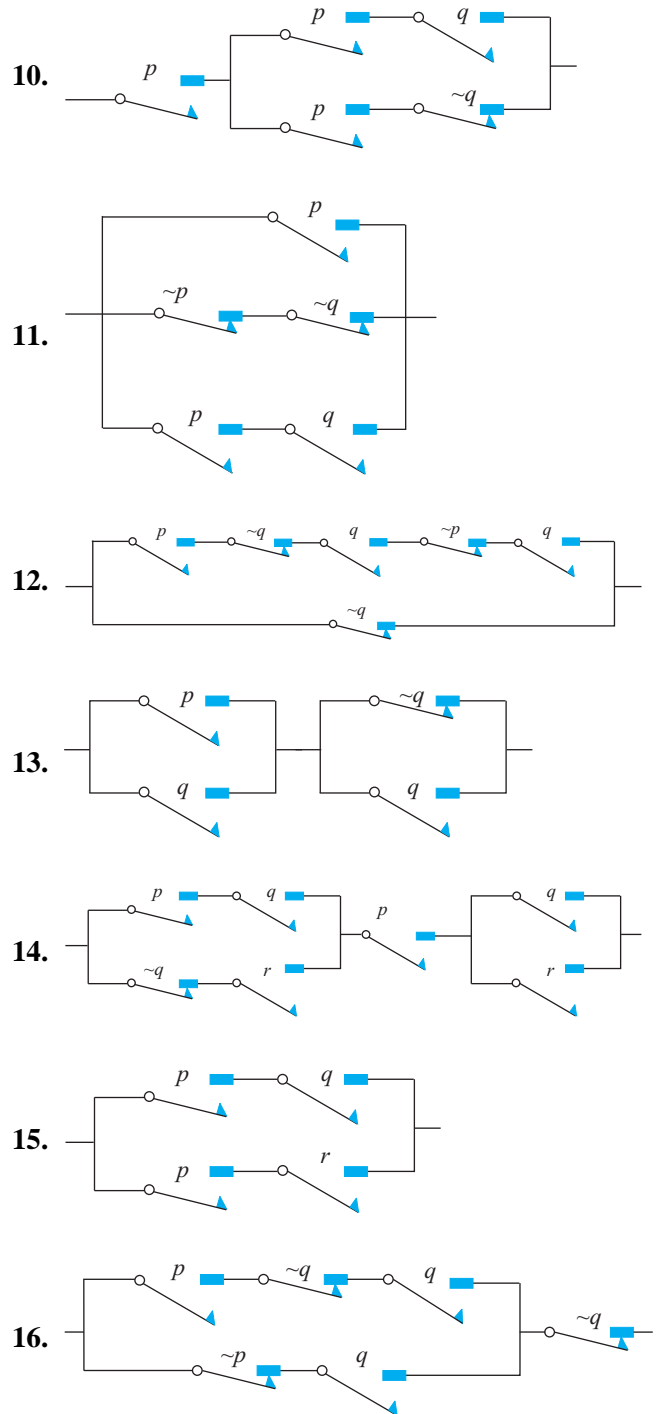 p q
10. p
p ~q
p
~p ~q
11.
p q
p ~q q ~p q
12.
~q
p ~q
13.
q q
p q p q
14.
~q r r
p q
15.
p r
p ~q q
16. ~q
~p q